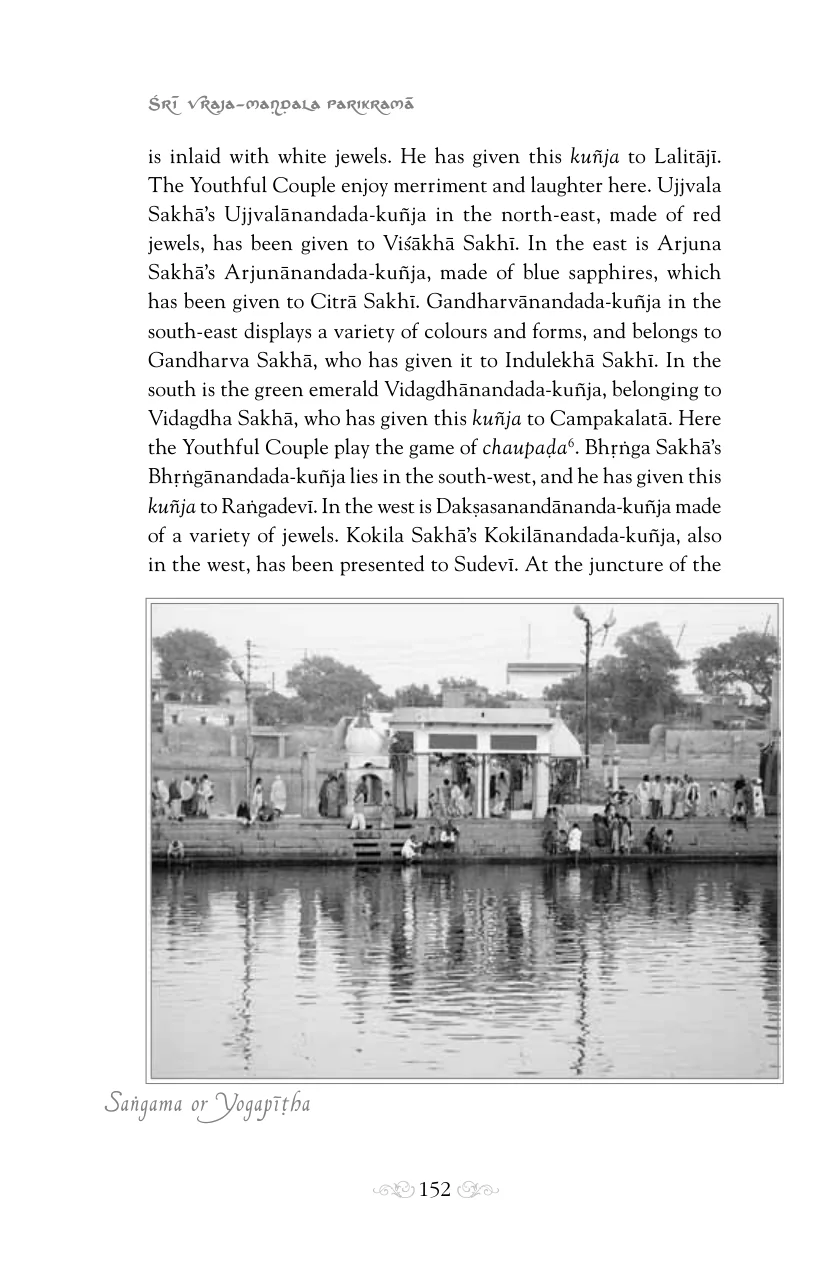 Śrī Vraja-maṇḍala Parikramā
is inlaid with white jewels. He has given this kuñja to Lalitājī.
The Youthful Couple enjoy merriment and laughter here. Ujjvala
Sakhā's Ujjvalānandada-kuñja in the north-east, made of red
jewels, has been given to Viśākhā Sakhī. In the east is Arjuna
Sakhā's Arjunānandada-kuñja, made of blue sapphires, which
has been given to Citrā Sakhī. Gandharvānandada-kuñja in the
south-east displays a variety of colours and forms, and belongs to
Gandharva Sakhā, who has given it to Indulekhā Sakhī. In the
south is the green emerald Vidagdhānandada-kuñja, belonging to
Vidagdha Sakhā, who has given this kuñja to Campakalatā. Here
the Youthful Couple play the game of chaupaḍa⁶. Bhṛṅga Sakhā's
Bhṛṅgānandada-kuñja lies in the south-west, and he has given this
kuñja to Raṅgadevī. In the west is Dakṣasanandānanda-kuñja made
of a variety of jewels. Kokila Sakhā's Kokilānandada-kuñja, also
in the west, has been presented to Sudevī. At the juncture of the
Saṅgama or Yogapīṭha
152